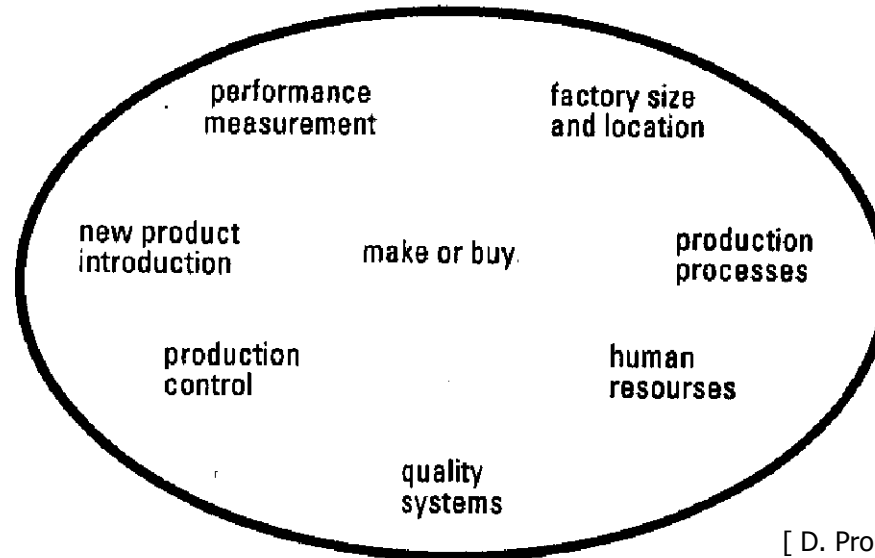 performance
measurement
factory size
and location
new product
introduction
make or buy
production
processes
production
control
human
resourses
quality
systems
[ D. Pro